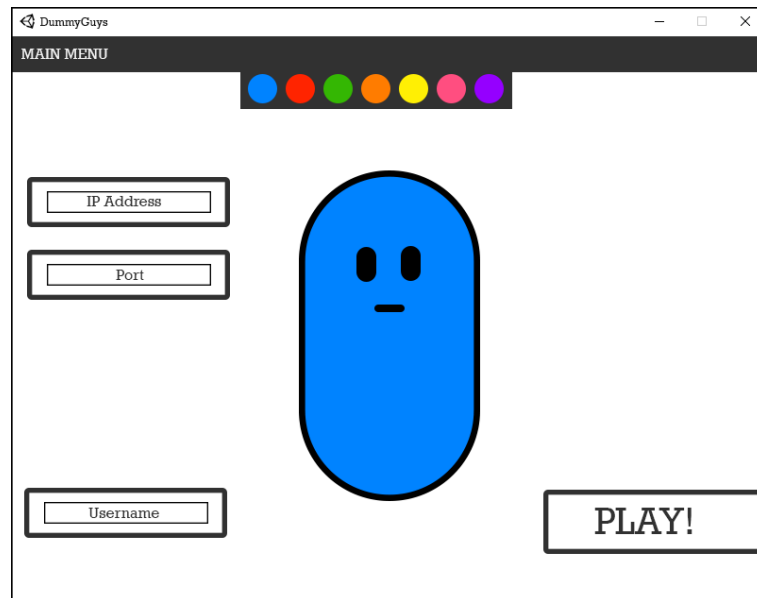 DummyGuys
MAIN MENU
IP Address
Port
Username
PLAY!